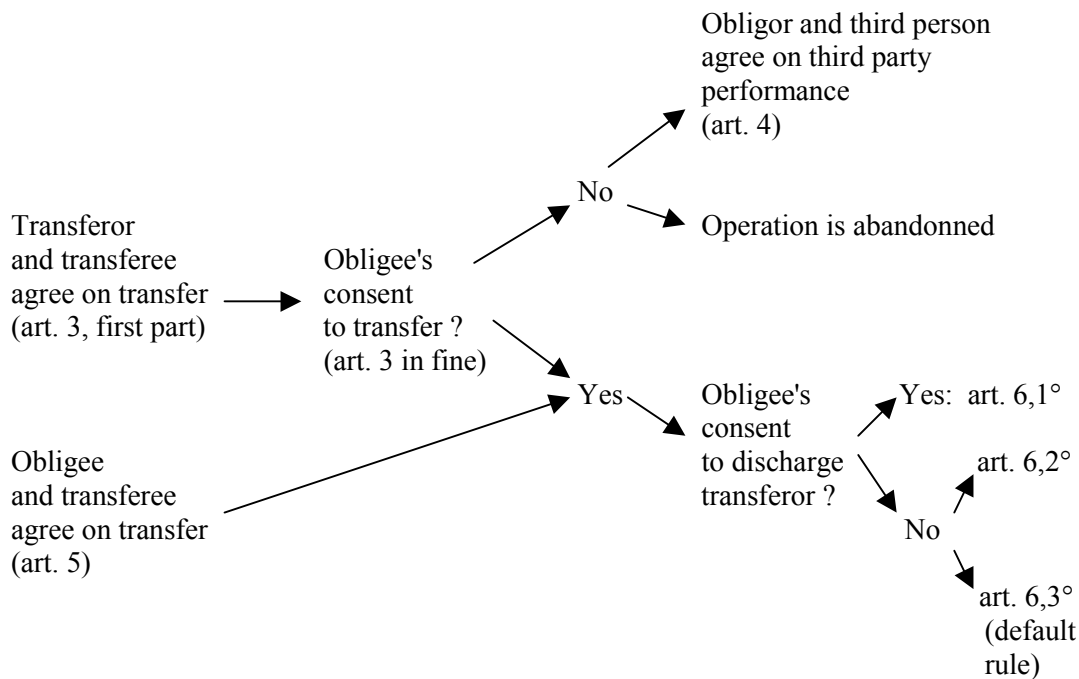 Obligor and third person
agree on third party
performance
(art. 4)
No
Operation is abandonned
Transferor
and transferee
agree on transfer
(art. 3, first part)
Obligee's
consent
to transfer ?
(art. 3 in fine)
Yes
Obligee's
consent
to discharge
transferor ?
Yes: art. 6,1°
art. 6,2°
No
art. 6,3°
(default
rule)
Obligee
and transferee
agree on transfer
(art. 5)